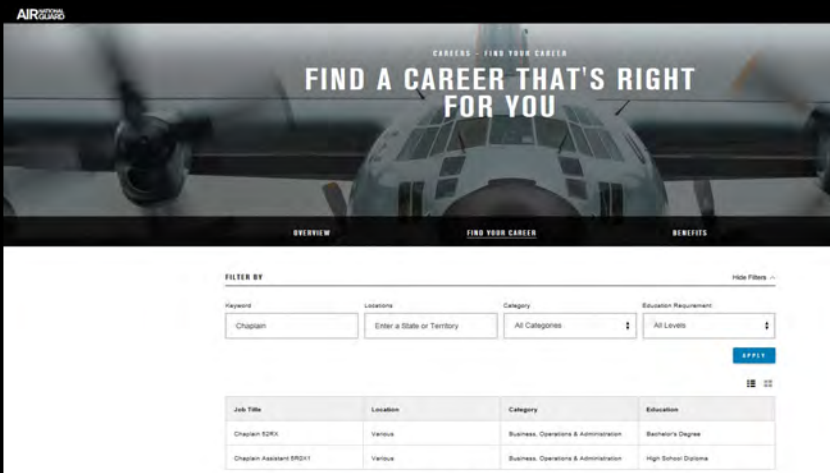 AIR NATIONAL GUARD
CAREERS - FIND YOUR CAREER
FIND A CAREER THAT'S RIGHT
FOR YOU
OVERVIEW FIND YOUR CAREER BENEFITS
FILTER BY Hide Filters
Keyword Locations Category Education Requirement
Chaplain Enter a State or Territory All Categories All Levels
APPLY
Job Title Location Category Education
Chaplain 52RX Various Business, Operations & Administration Bachelor's Degree
Chaplain Assistant 5R2X1 Various Business, Operations & Administration High School Diploma